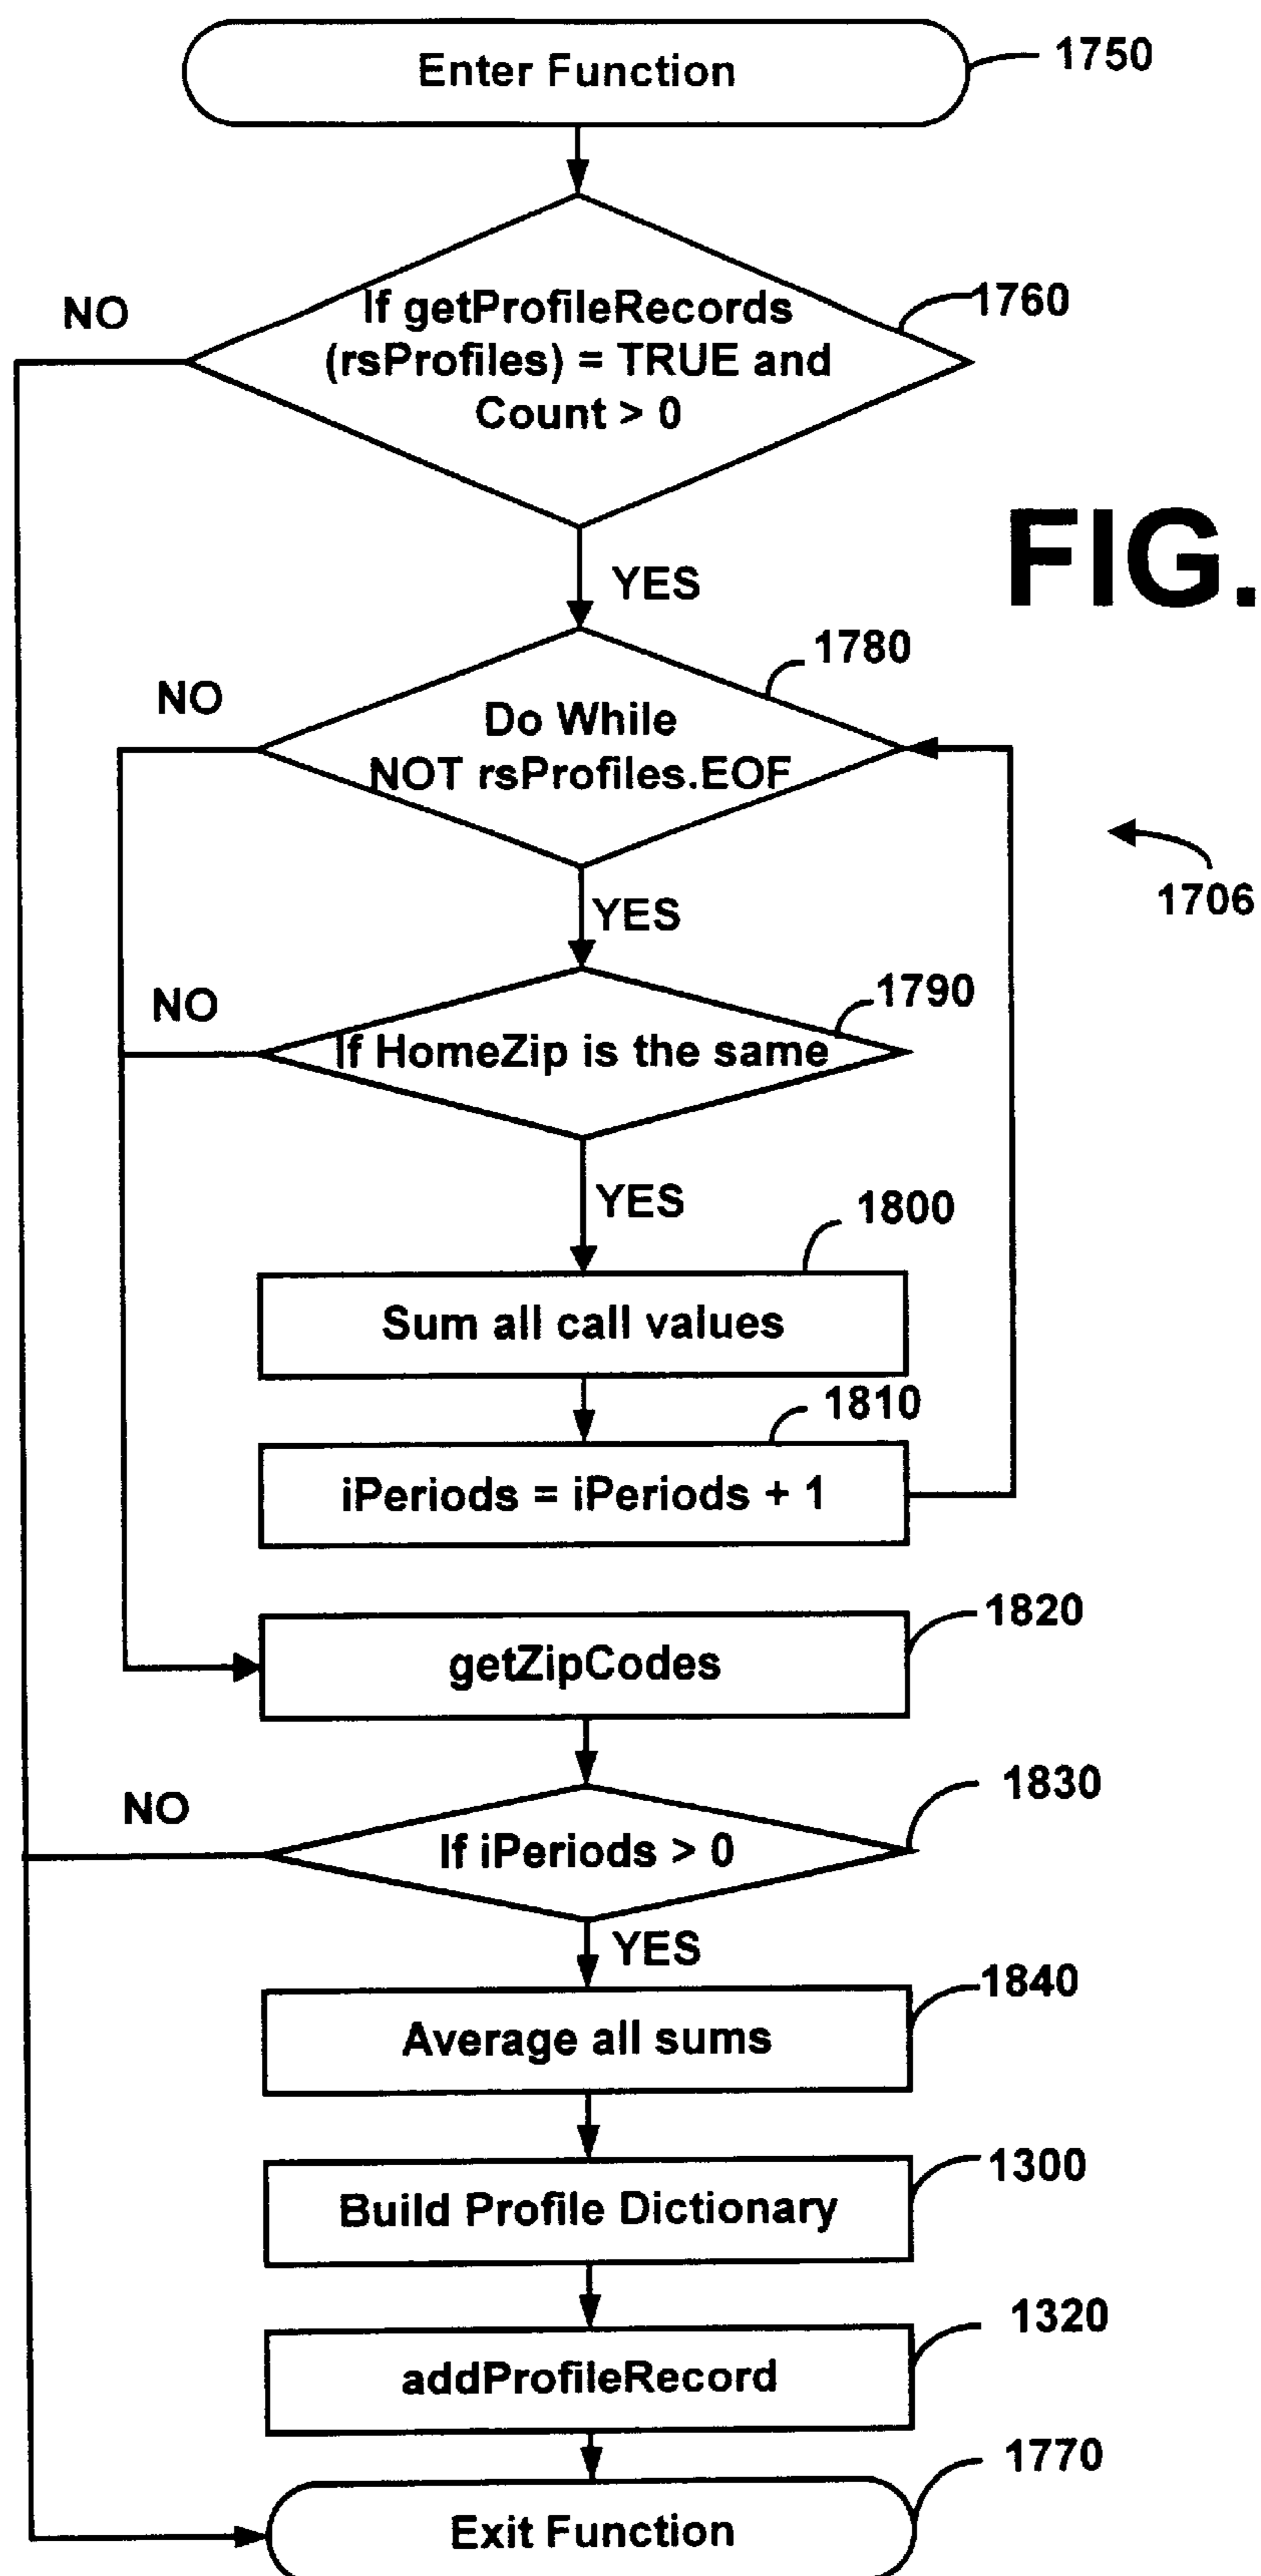 Enter Function
1750
NO
If getProfileRecords
(rsProfiles) = TRUE and
Count > 0
1760
FIG.
YES
1780
NO
Do While
NOT rsProfiles.EOF
1706
YES
1790
NO
If HomeZip is the same
YES
1800
Sum all call values
1810
iPeriods = iPeriods + 1
1820
getZipCodes
1830
NO
If iPeriods > 0
YES
1840
Average all sums
1300
Build Profile Dictionary
1320
addProfileRecord
1770
Exit Function